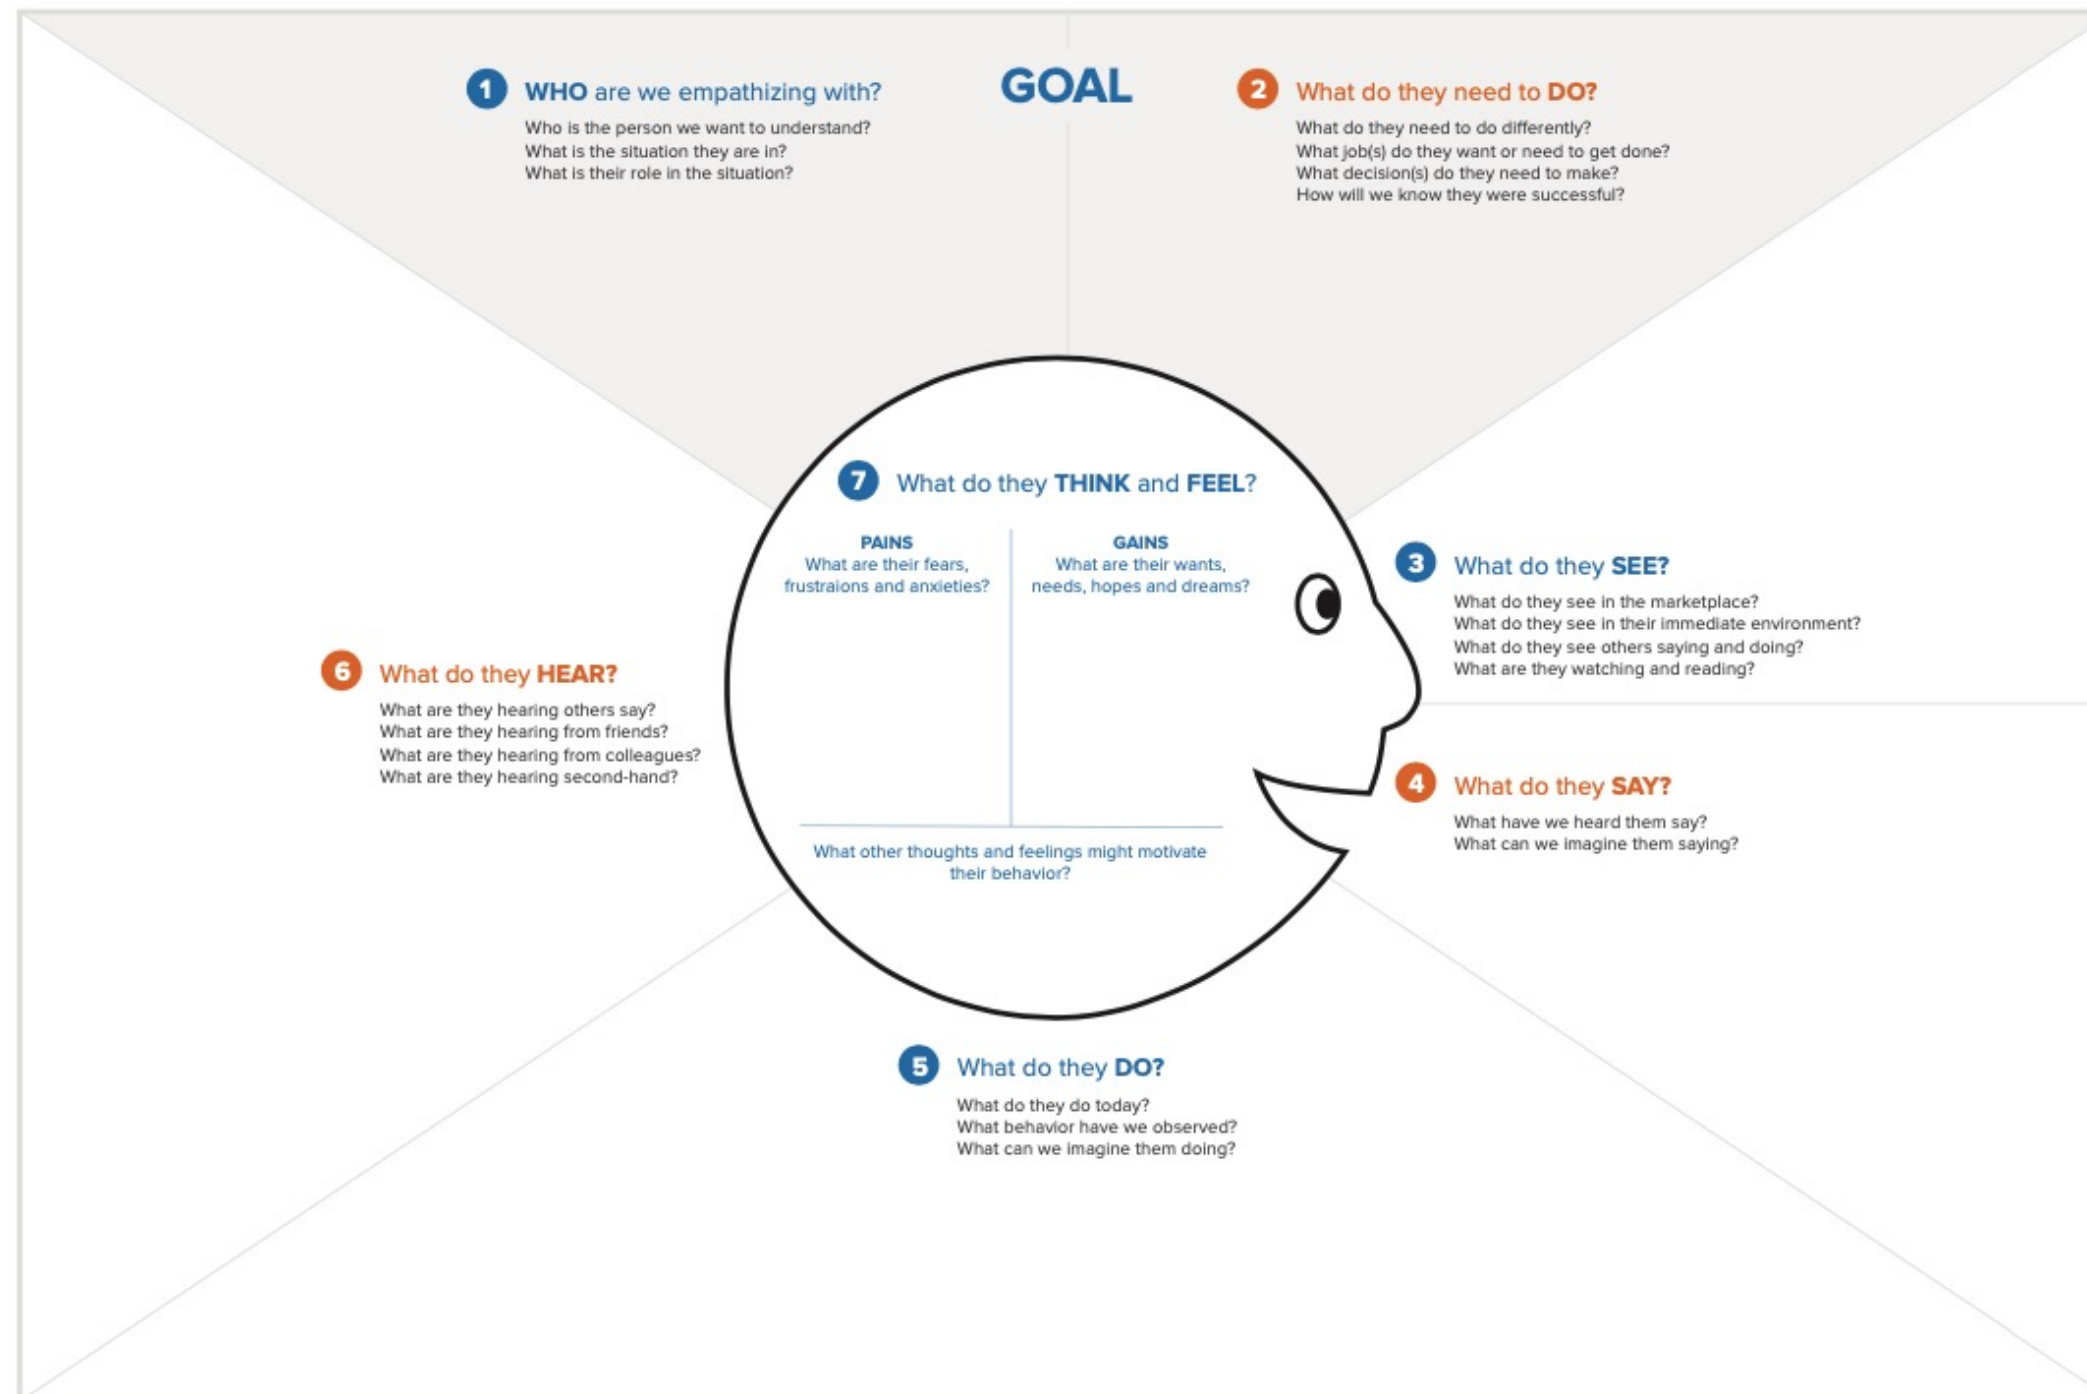 GOAL
1 WHO are we empathizing with?
Who is the person we want to understand?
What is the situation they are in?
What is their role in the situation?
2 What do they need to DO?
What do they need to do differently?
What job(s) do they want or need to get done?
What decision(s) do they need to make?
How will we know they were successful?
3 What do they SEE?
What do they see in the marketplace?
What do they see in their immediate environment?
What do they see others saying and doing?
What are they watching and reading?
4 What do they SAY?
What have we heard them say?
What can we imagine them saying?
5 What do they DO?
What do they do today?
What behavior have we observed?
What can we imagine them doing?
6 What do they HEAR?
What are they hearing others say?
What are they hearing from friends?
What are they hearing from colleagues?
What are they hearing second-hand?
7 What do they THINK and FEEL?
PAINS
What are their fears,
frustraions and anxieties?
GAINS
What are their wants,
needs, hopes and dreams?
What other thoughts and feelings might motivate
their behavior?